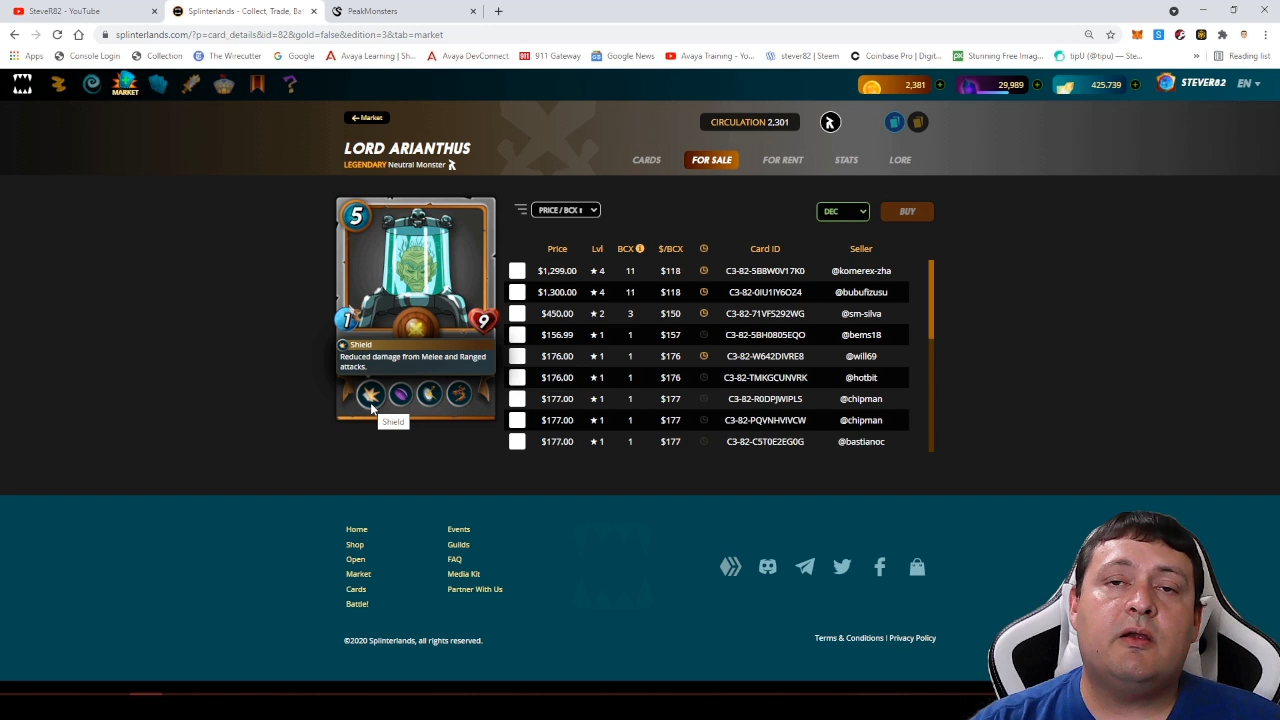 SteveR82 - YouTube
Splinterlands - Collect, Trade, Bat
PeakMonsters
splinterlands.com/?p=card_details&id=82&gold=false&edition=3&tab=market
Apps
Console Login
Collection
The Wirecutter
Google
Avaya Learning | Sh...
Avaya DevConnect
911 Gateway
Google News
Avaya Training - Yo...
stever82 | Steem
Coinbase Pro | Digit...
Stunning Free Imag...
tipU (@tipu) — Ste...
Reading list
MARKET
2,381
29,989
425.739
STEVER82
EN
Market
CIRCULATION 2,301
LORD ARIANTHUS
LEGENDARY Neutral Monster
CARDS
FOR SALE
FOR RENT
STATS
LORE
5
1
9
Shield
Reduced damage from Melee and Ranged
attacks.
Shield
PRICE / BCX
DEC
BUY
Price Lvl BCX $/BCX Card ID Seller
$1,299.00 ★ 4 11 $118 C3-82-5B8W0V17K0 @komerex-zha
$1,300.00 ★ 4 11 $118 C3-82-0IU1IY6OZ4 @bubufizusu
$450.00 ★ 2 3 $150 C3-82-71VF5292WG @sm-silva
$156.99 ★ 1 1 $157 C3-82-5BH0805EQO @bems18
$176.00 ★ 1 1 $176 C3-82-W642DIVRE8 @will69
$176.00 ★ 1 1 $176 C3-82-TMKGCUNVRK @hotbit
$177.00 ★ 1 1 $177 C3-82-R0DPJWIPLS @chipman
$177.00 ★ 1 1 $177 C3-82-PQVNHVIVCW @chipman
$177.00 ★ 1 1 $177 C3-82-C5T0E2EG0G @bastianoc
Home
Shop
Open
Market
Cards
Battle!
Events
Guilds
FAQ
Media Kit
Partner With Us
©2020 Splinterlands, all rights reserved.
Terms & Conditions | Privacy Policy